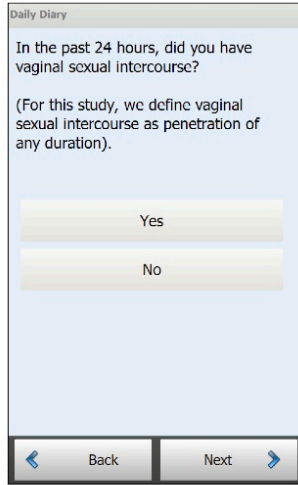 Daily Diary
In the past 24 hours, did you have
vaginal sexual intercourse?
(For this study, we define vaginal
sexual intercourse as penetration of
any duration).
Yes
No
Back
Next